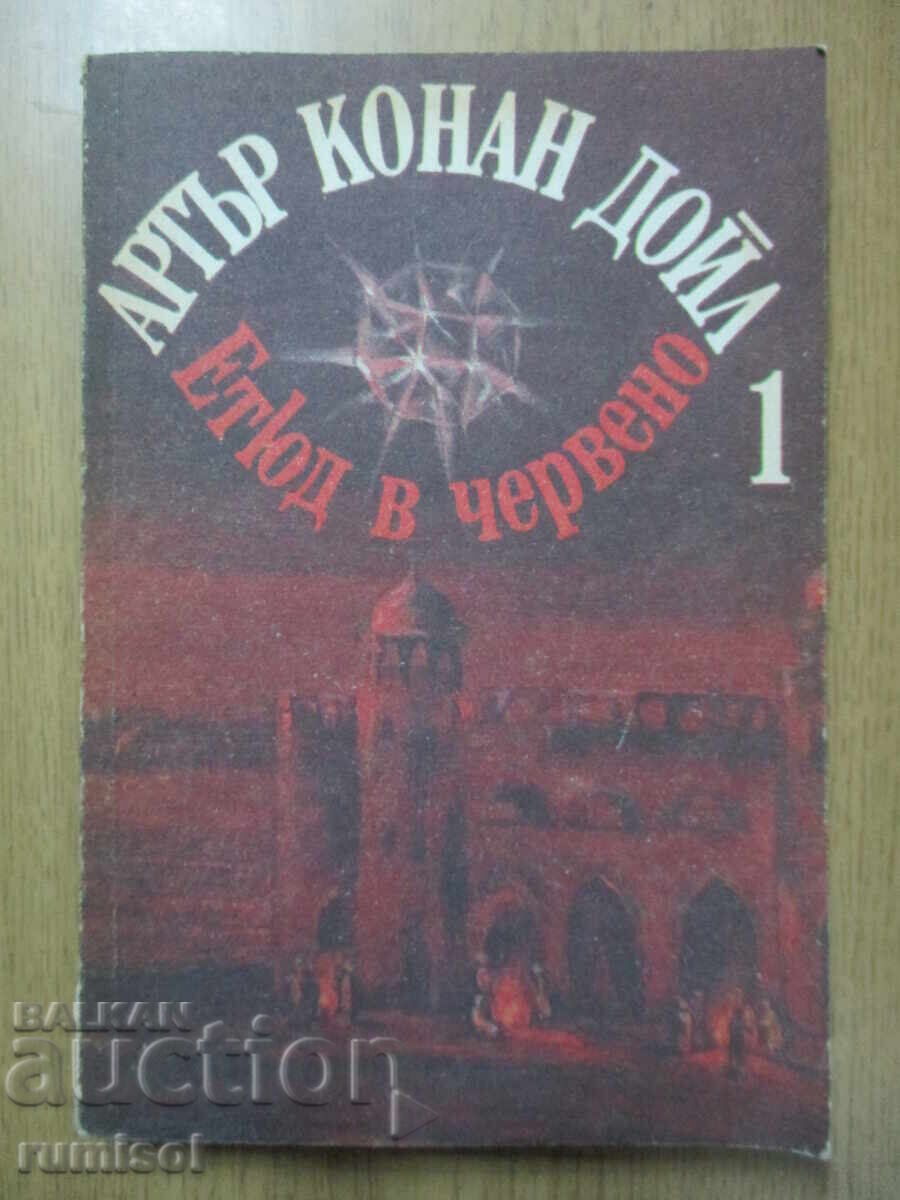 АРТЪР КОНАН ДОЙЛ
Етюд в червено
1
BALKAN
auction
rumisol